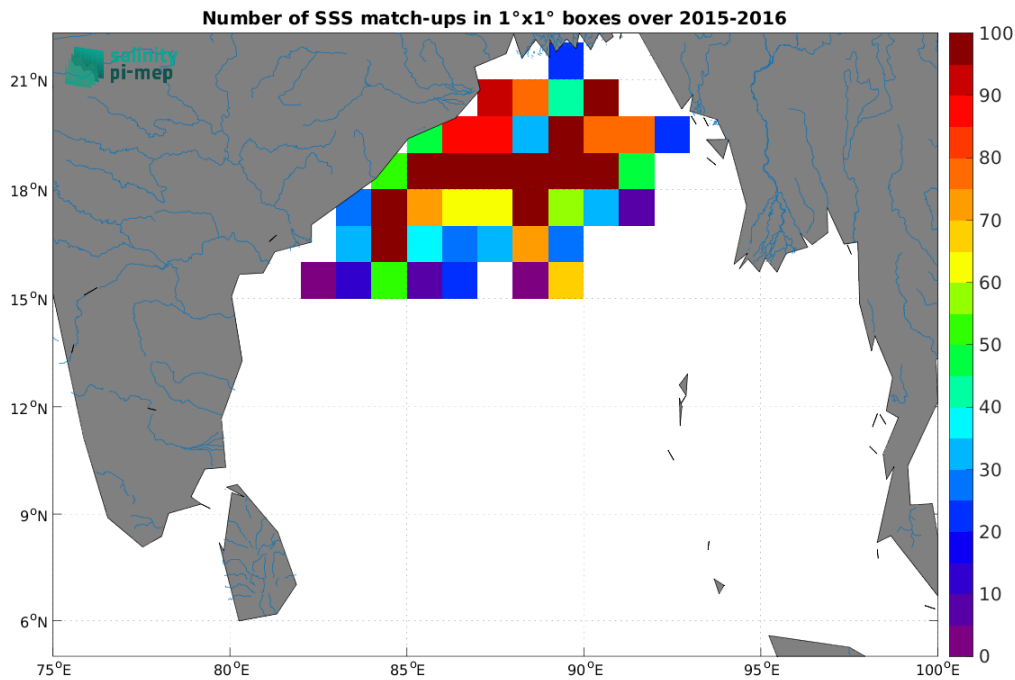 Number of SSS match-ups in 1°x1° boxes over 2015-2016
salinity
pi-mep
21°N
18°N
15°N
12°N
9°N
6°N
75°E 80°E 85°E 90°E 95°E 100°E
100
90
80
70
60
50
40
30
20
10
0